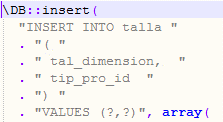 \DB::insert(
"INSERT INTO talla "
. "( "
. " tal_dimension,  "
. " tip_pro_id  "
. ") "
. "VALUES (?,?)", array(